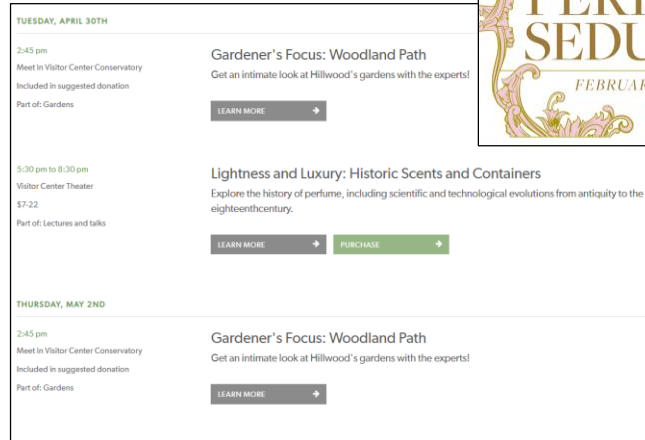 TUESDAY, APRIL 30TH
2:45 pm
Meet in Visitor Center Conservatory
Included in suggested donation
Part of: Gardens
Gardener's Focus: Woodland Path
Get an intimate look at Hillwood's gardens with the experts!
LEARN MORE
SEDU
FEBRUAR
5:30 pm to 8:30 pm
Visitor Center Theater
$7-22
Part of: Lectures and talks
Lightness and Luxury: Historic Scents and Containers
Explore the history of perfume, including scientific and technological evolutions from antiquity to the
eighteenthcentury.
LEARN MORE
PURCHASE
THURSDAY, MAY 2ND
2:45 pm
Meet in Visitor Center Conservatory
Included in suggested donation
Part of: Gardens
Gardener's Focus: Woodland Path
Get an intimate look at Hillwood's gardens with the experts!
LEARN MORE